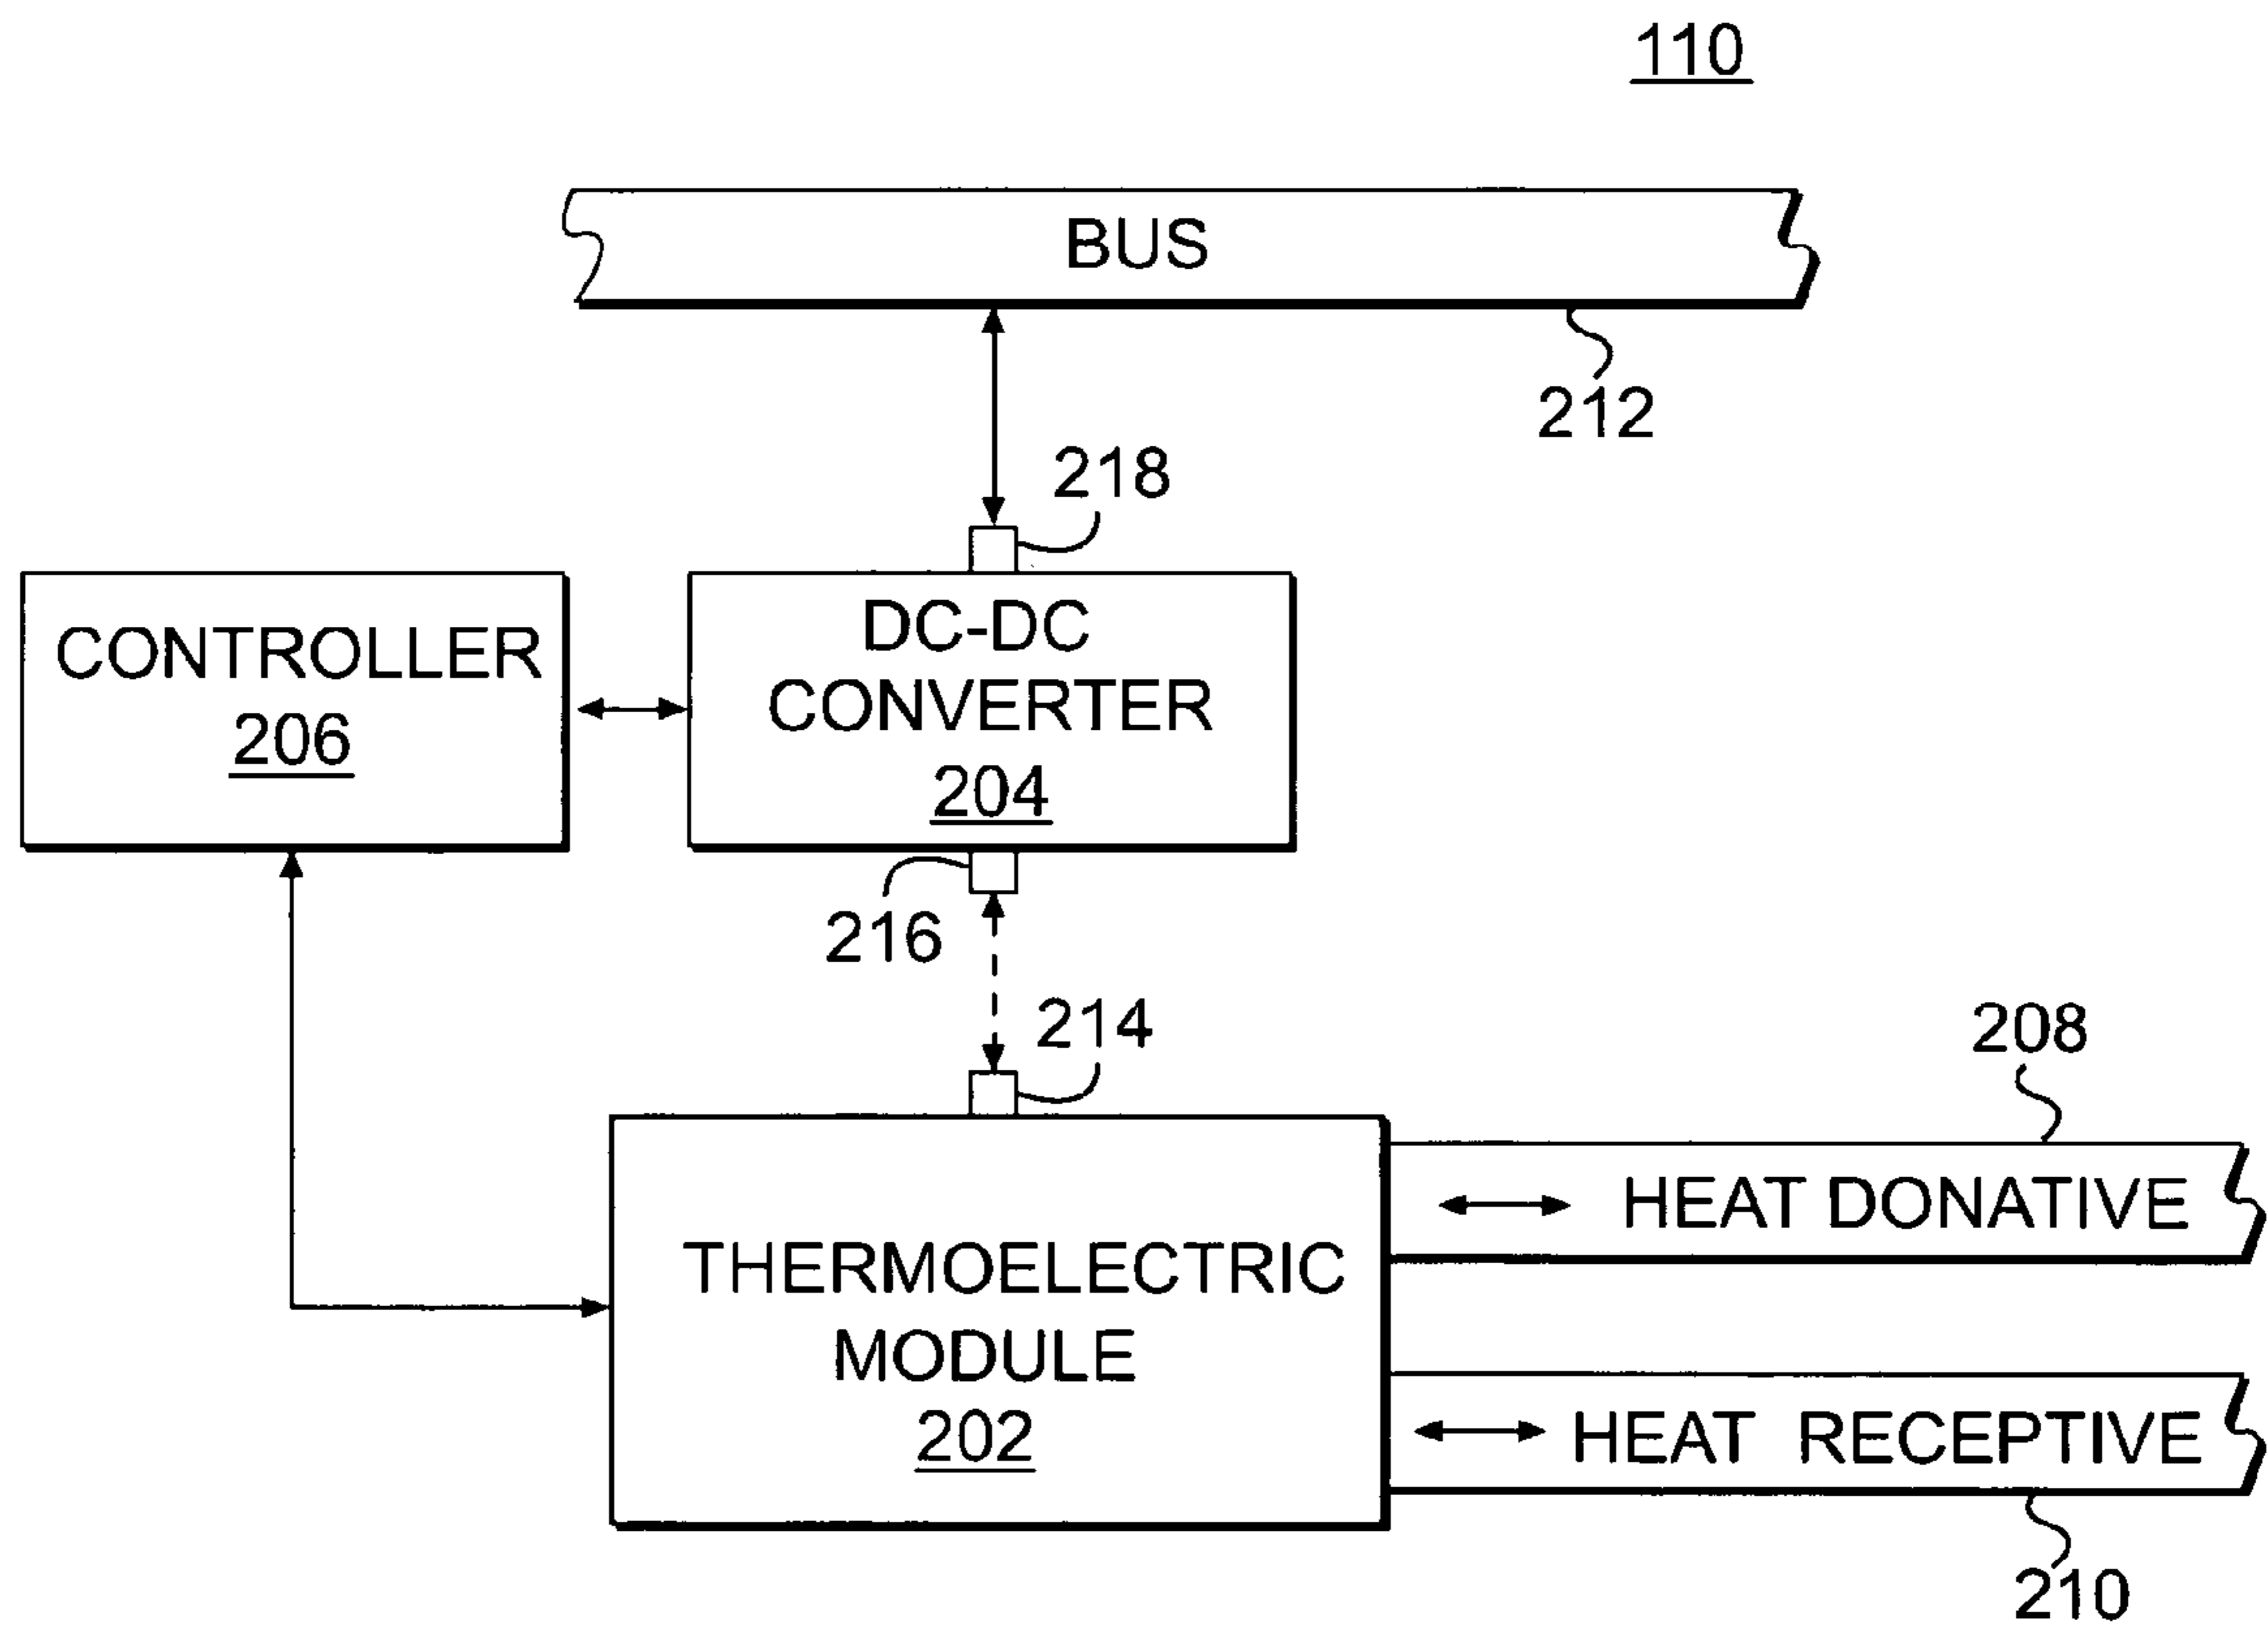 110
BUS
212
218
CONTROLLER
206
DC-DC
CONVERTER
204
216
214
208
HEAT DONATIVE
THERMOELECTRIC
MODULE
202
HEAT RECEPTIVE
210